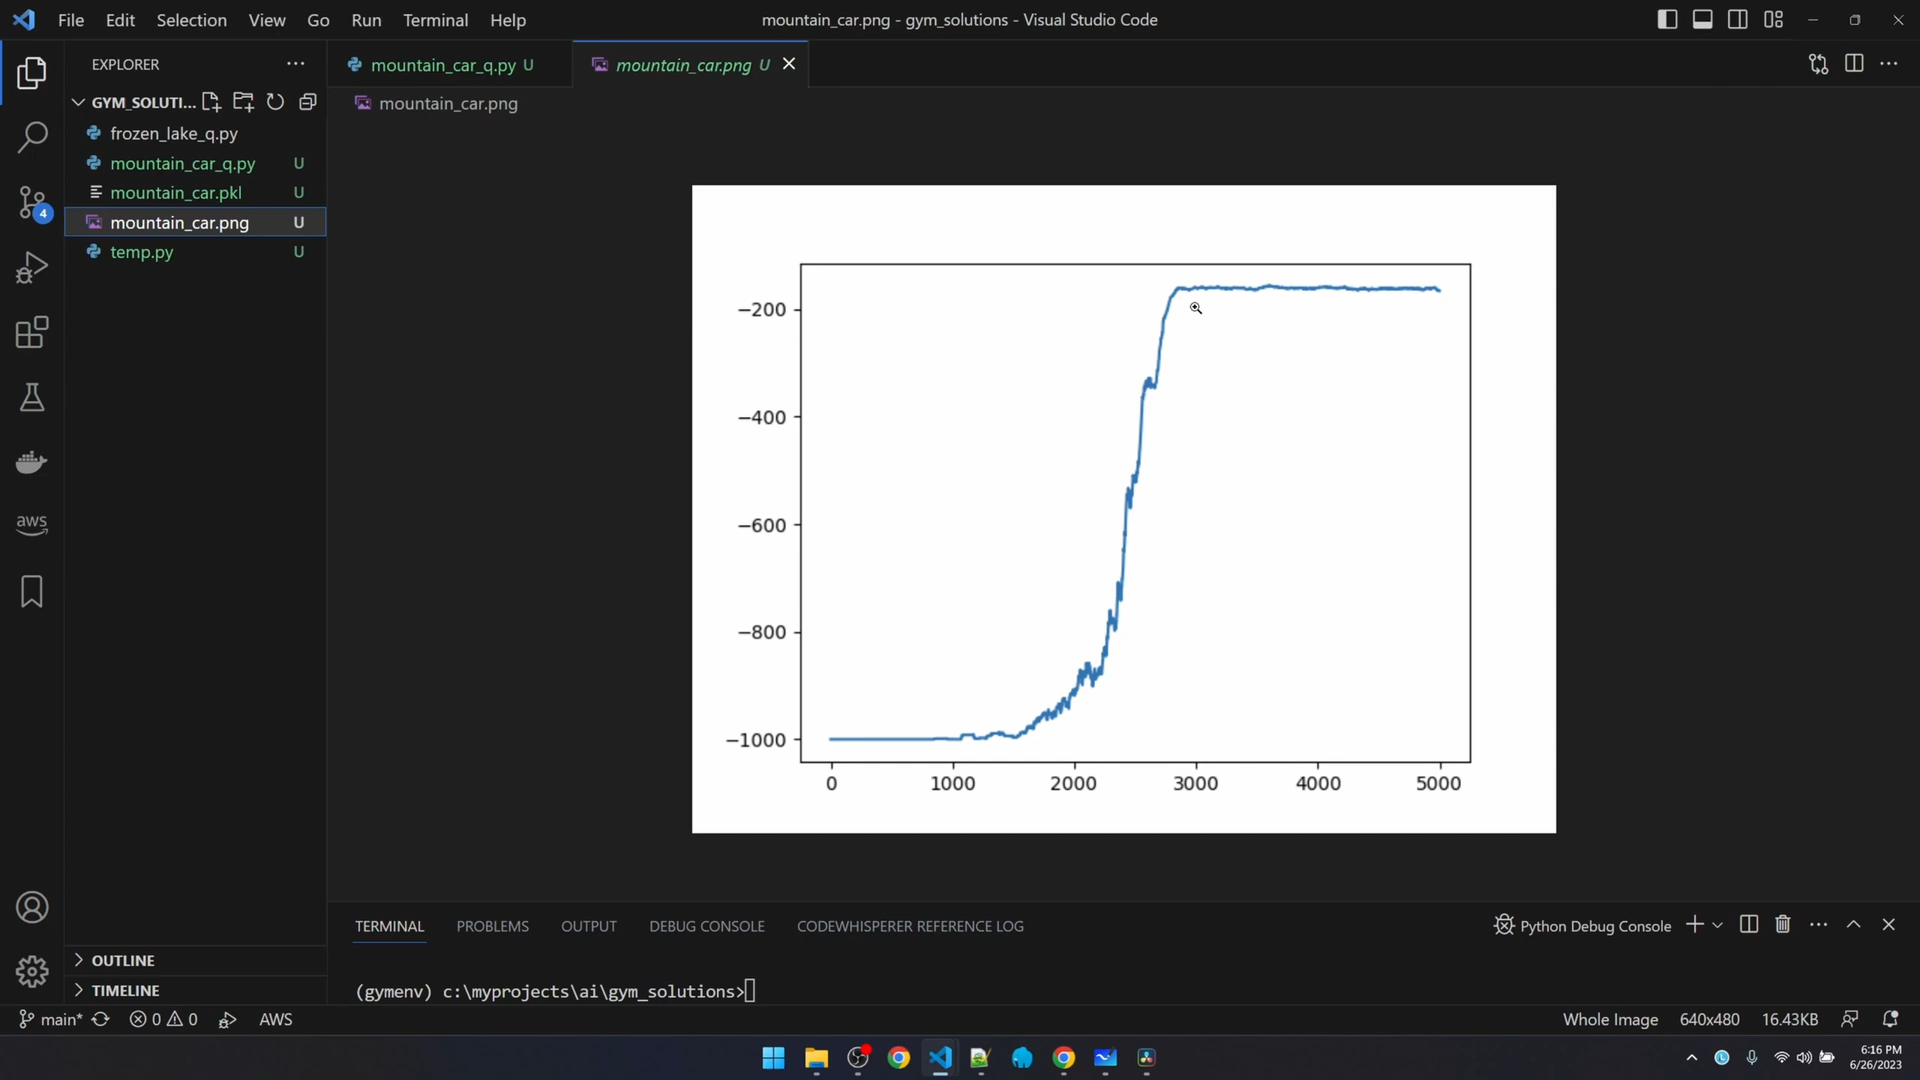 File Edit Selection View Go Run Terminal Help
mountain_car.png - gym_solutions - Visual Studio Code
EXPLORER
mountain_car_q.py U
mountain_car.png U
GYM_SOLUTI...
mountain_car.png
frozen_lake_q.py
mountain_car_q.py U
mountain_car.pkl U
mountain_car.png U
temp.py U
4
aws
−200
−400
−600
−800
−1000
0 1000 2000 3000 4000 5000
TERMINAL PROBLEMS OUTPUT DEBUG CONSOLE CODEWHISPERER REFERENCE LOG
Python Debug Console
OUTLINE
TIMELINE
(gymenv) c:\myprojects\ai\gym_solutions>
main* 0 0 AWS
Whole Image 640x480 16.43KB
6:16 PM
6/26/2023